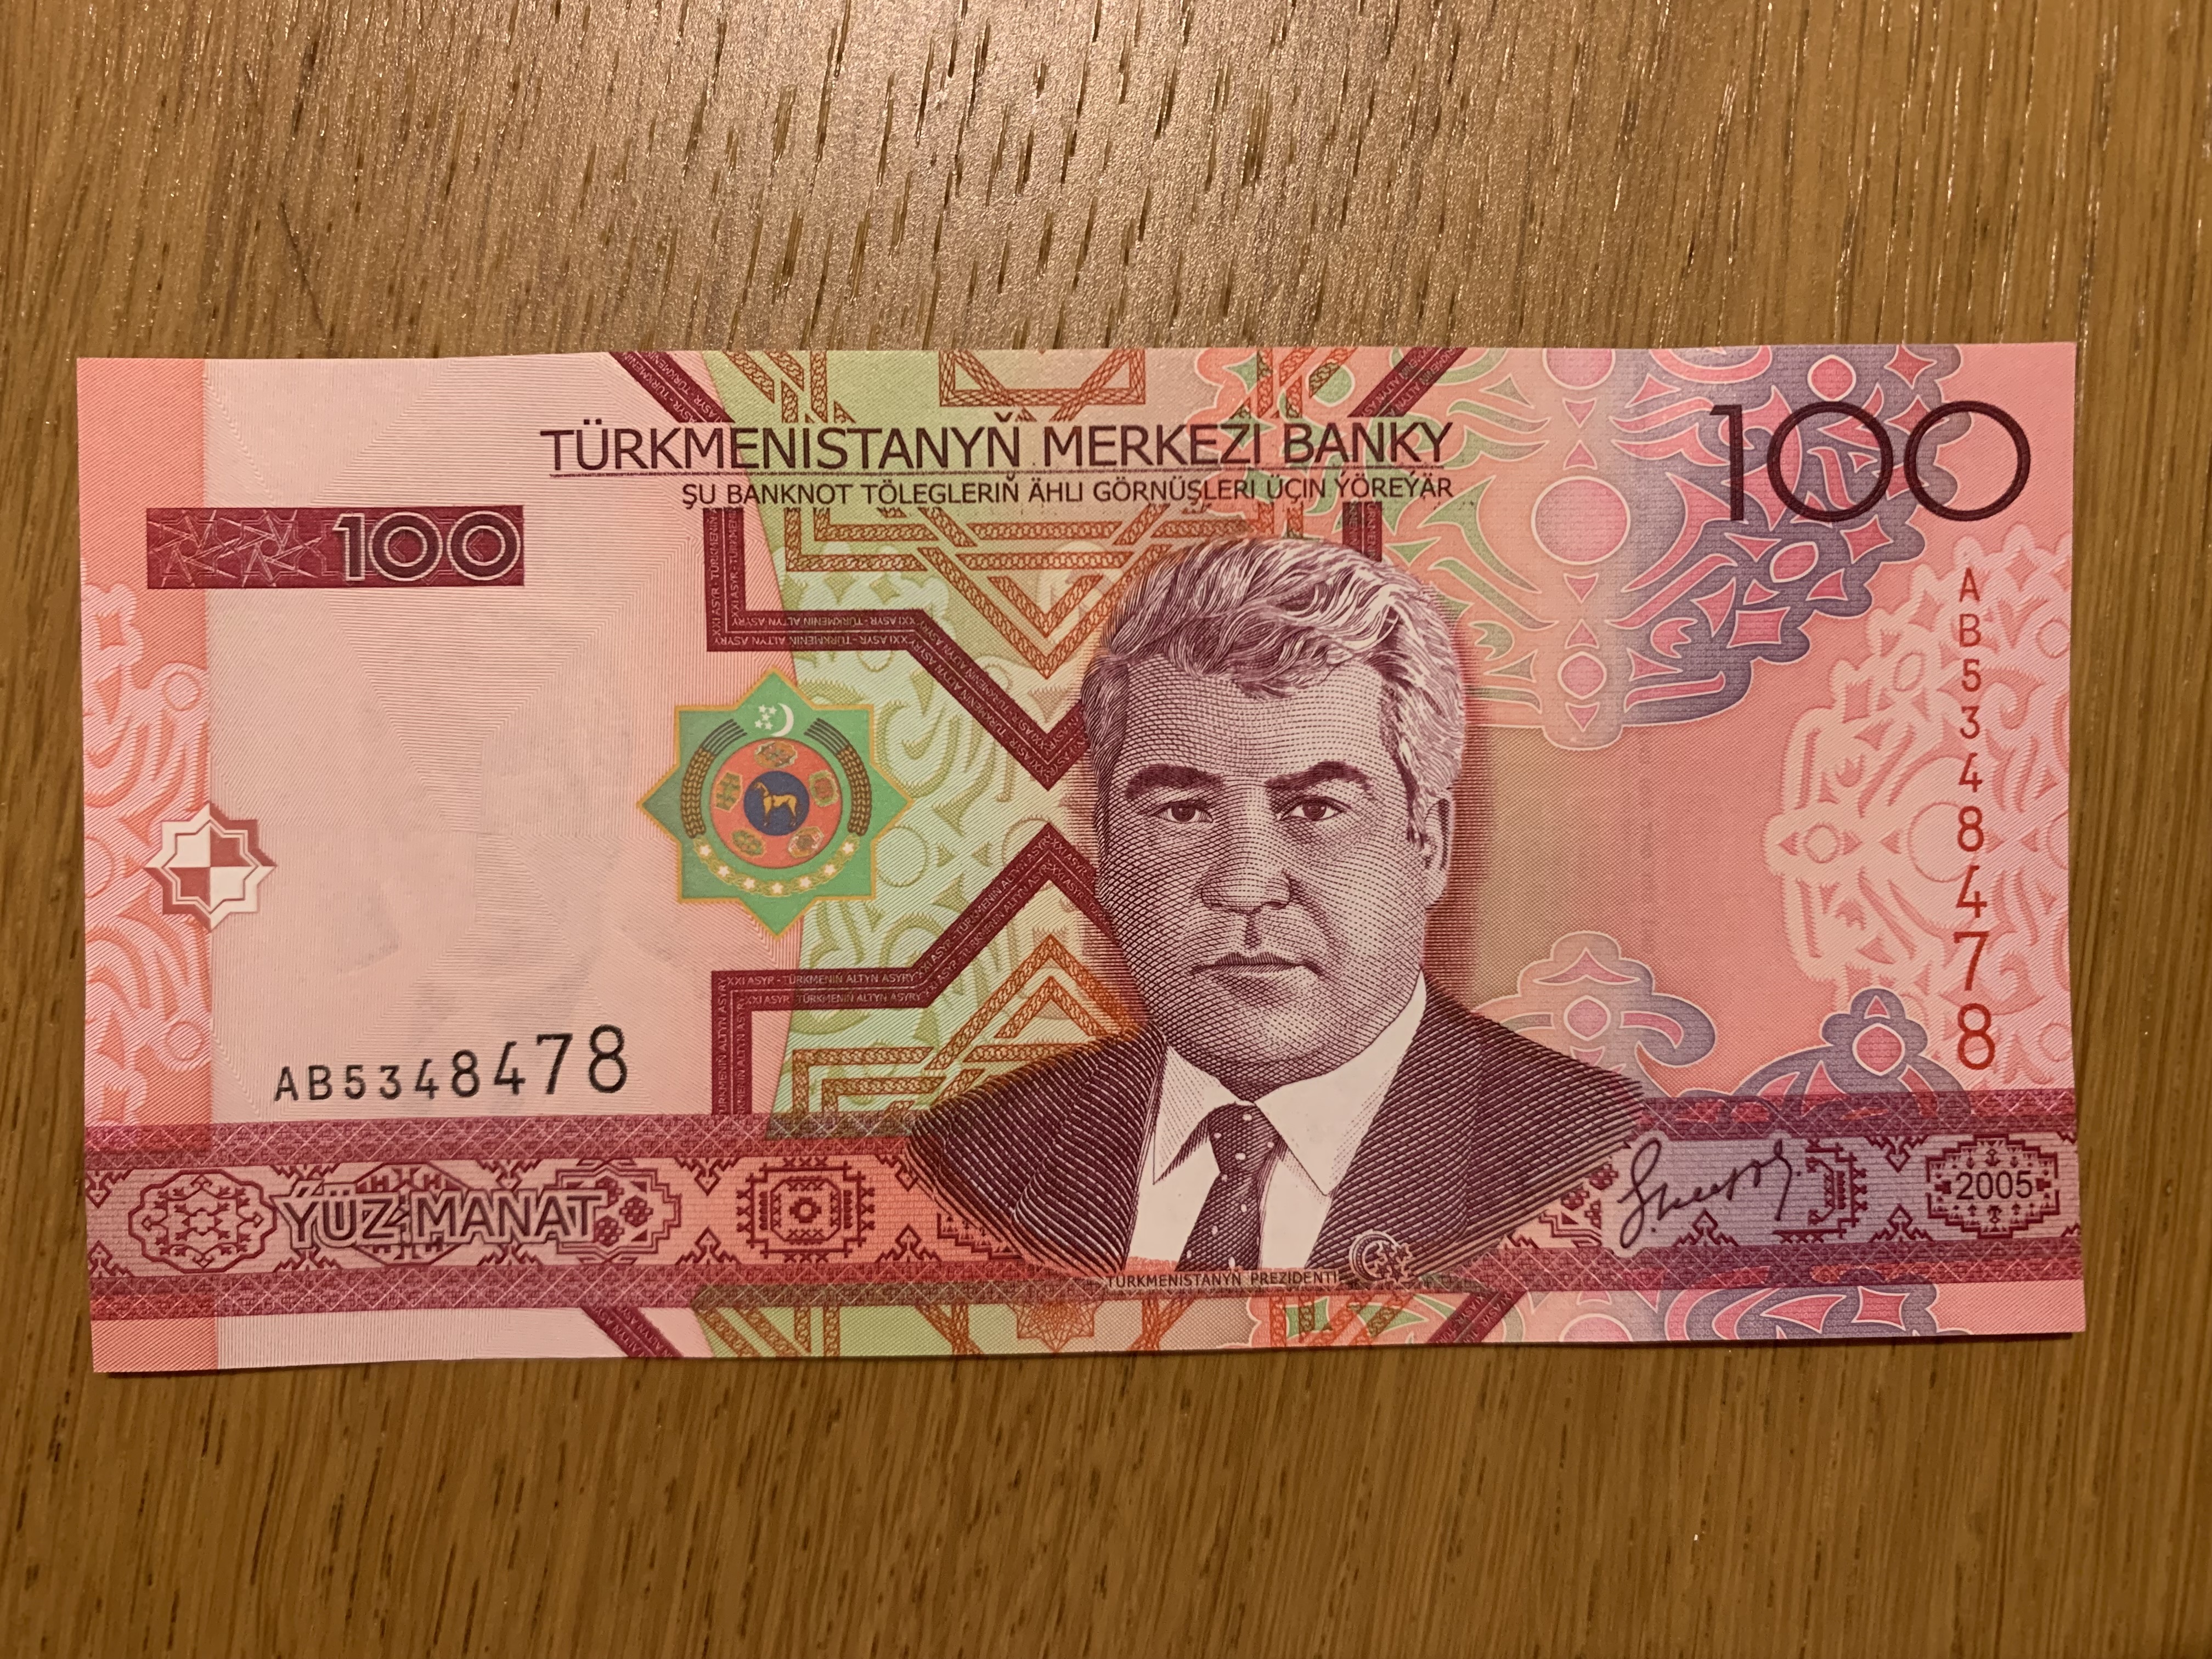 TÜRKMENISTANYŇ MERKEZI BANKY
ŞU BANKNOT TÖLEGLERIŇ ÄHLI GÖRNÜŞLERI ÜÇIN ÝÖREÝÄR
100
100
AB5348478
AB5348478
XXI ASYR - TÜRKMENIŇ ALTYN ASYRY
ÝÜZ MANAT
2005
TÜRKMENISTANYŇ PREZIDENTI